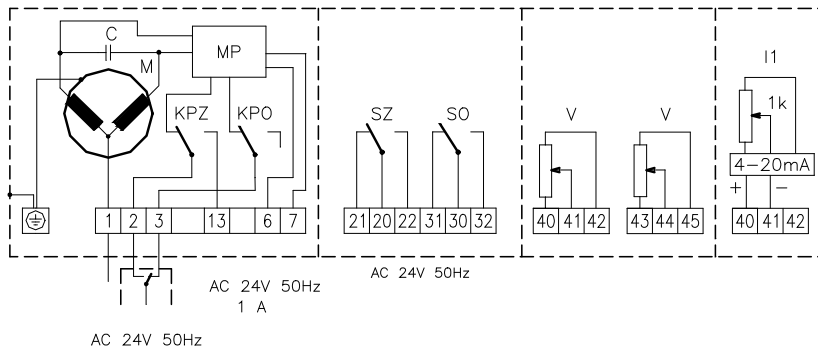 C
M
MP
KPZ
KPO
1 2 3 13 6 7
AC 24V 50Hz
1 A
AC 24V 50Hz
SZ
SO
21 20 22 31 30 32
AC 24V 50Hz
V
V
40 41 42
43 44 45
I1
1k
4-20mA
+ −
40 41 42